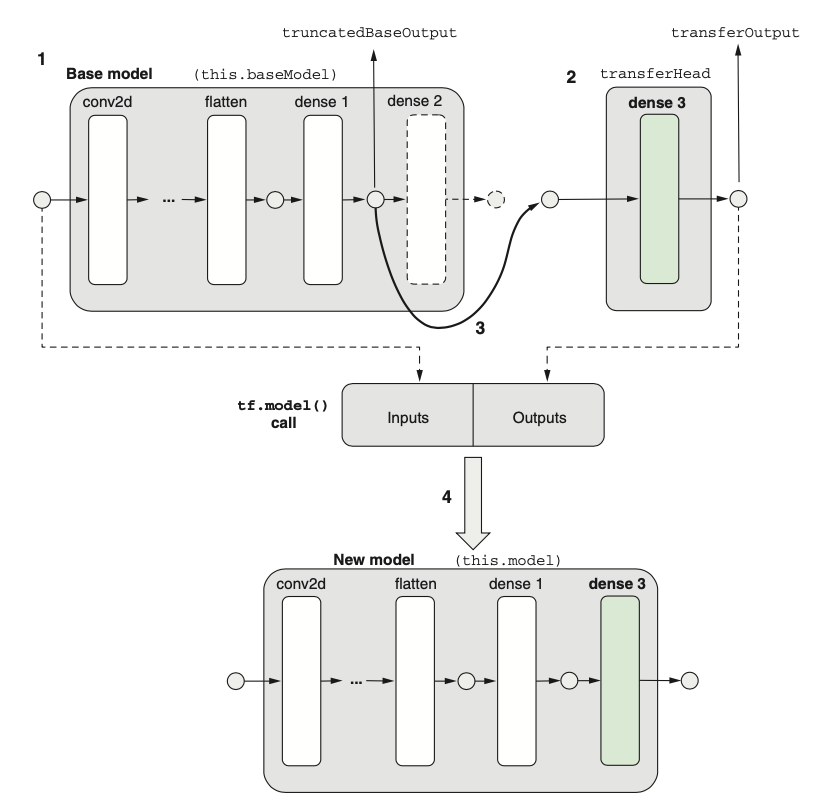 truncatedBaseOutput
transferOutput
1
Base model (this.baseModel)
2
transferHead
conv2d flatten dense 1 dense 2
dense 3
...
3
tf.model()
call
Inputs Outputs
4
New model (this.model)
conv2d flatten dense 1 dense 3
...